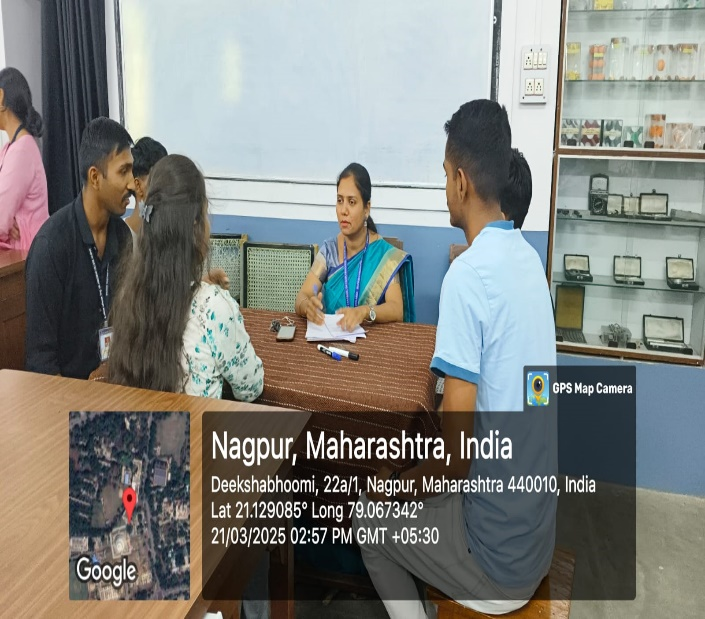 GPS Map Camera
Nagpur, Maharashtra, India
Deekshabhoomi, 22a/1, Nagpur, Maharashtra 440010, India
Lat 21.129085° Long 79.067342°
21/03/2025 02:57 PM GMT +05:30
Google